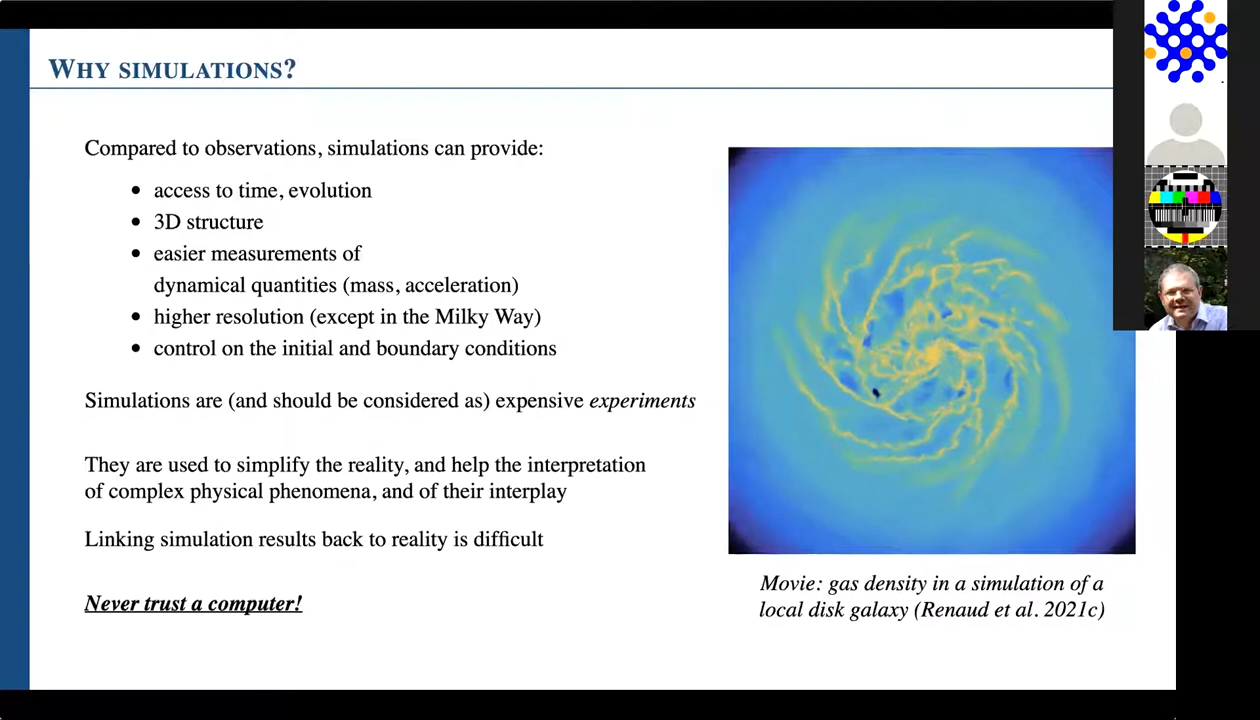 WHY SIMULATIONS?
Compared to observations, simulations can provide:
• access to time, evolution
• 3D structure
• easier measurements of
dynamical quantities (mass, acceleration)
• higher resolution (except in the Milky Way)
• control on the initial and boundary conditions
Simulations are (and should be considered as) expensive experiments
They are used to simplify the reality, and help the interpretation
of complex physical phenomena, and of their interplay
Linking simulation results back to reality is difficult
Never trust a computer!
Movie: gas density in a simulation of a
local disk galaxy (Renaud et al. 2021c)